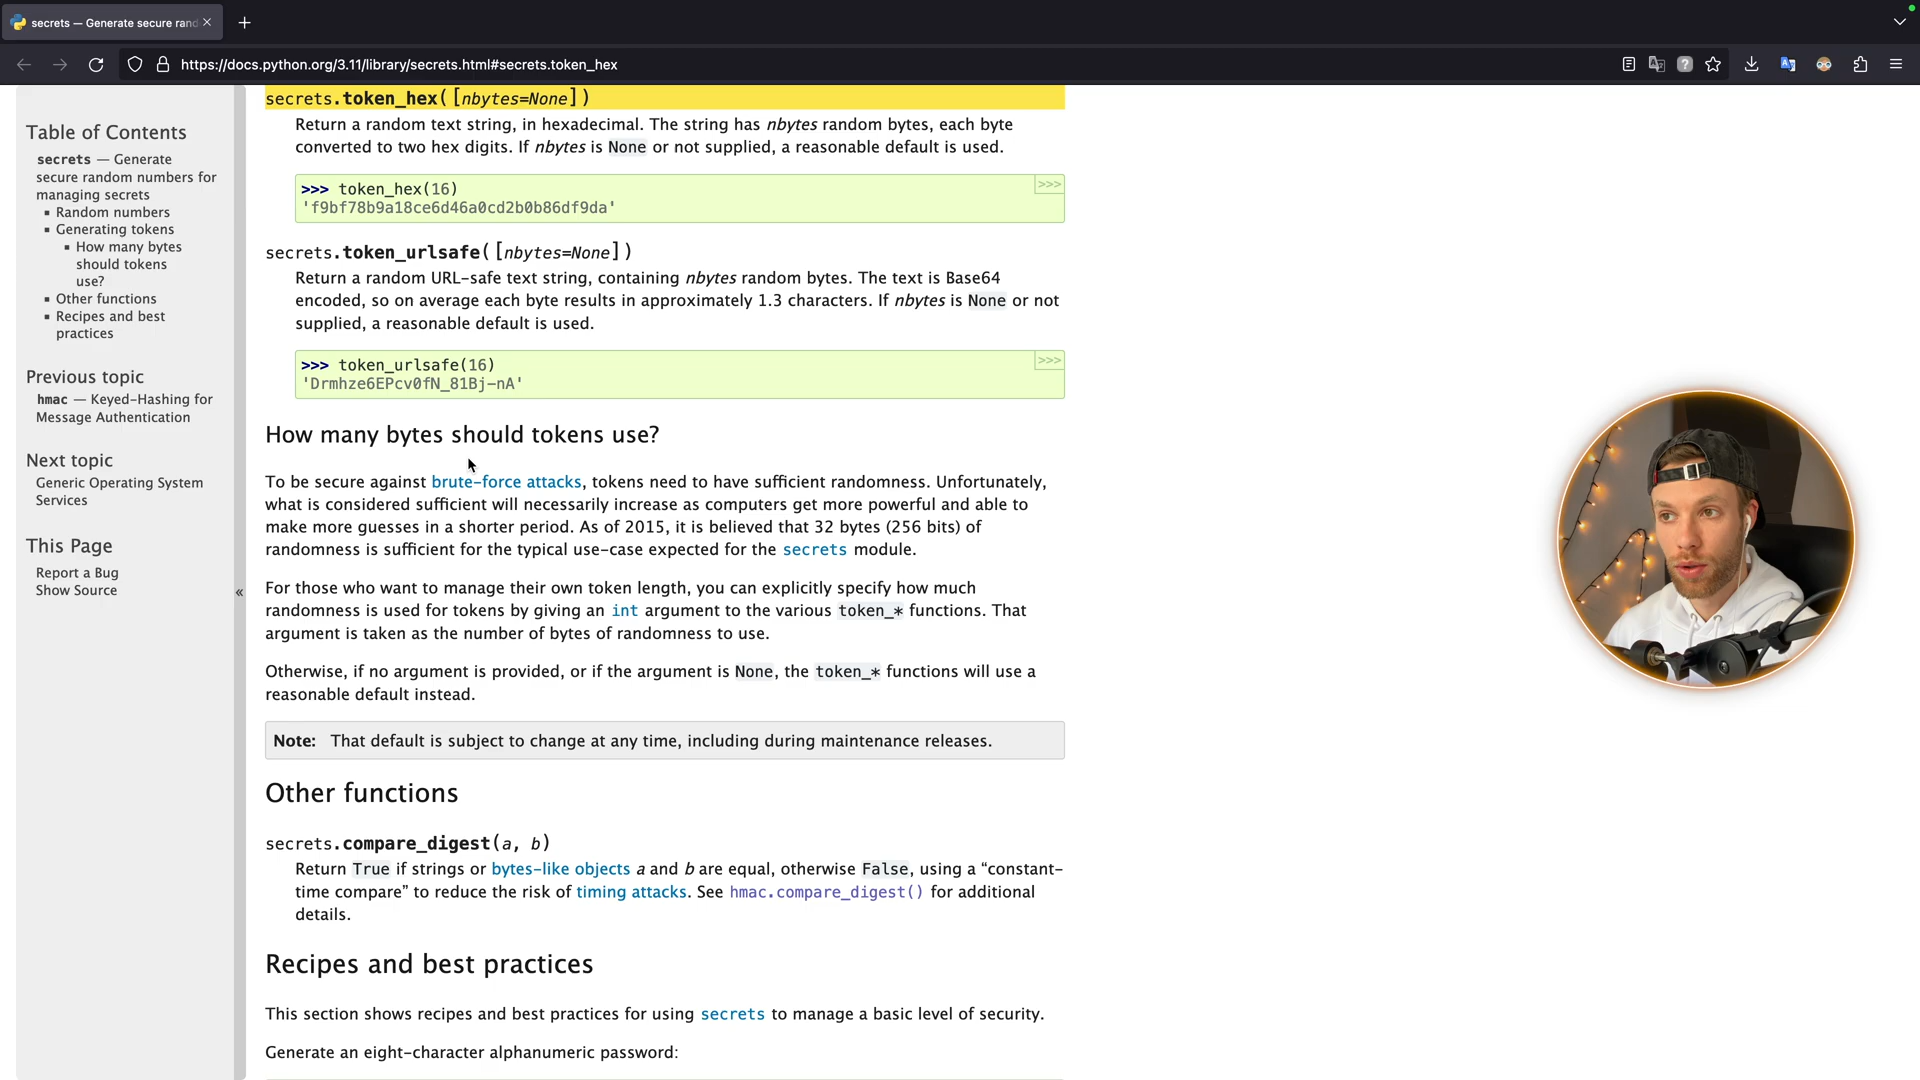 secrets — Generate secure rand
https://docs.python.org/3.11/library/secrets.html#secrets.token_hex
Table of Contents
secrets — Generate
secure random numbers for
managing secrets
Random numbers
Generating tokens
How many bytes
should tokens
use?
Other functions
Recipes and best
practices
Previous topic
hmac — Keyed-Hashing for
Message Authentication
Next topic
Generic Operating System
Services
This Page
Report a Bug
Show Source
«
secrets.token_hex([nbytes=None])
Return a random text string, in hexadecimal. The string has nbytes random bytes, each byte
converted to two hex digits. If nbytes is None or not supplied, a reasonable default is used.
>>> token_hex(16) >>>
'f9bf78b9a18ce6d46a0cd2b0b86df9da'
secrets.token_urlsafe([nbytes=None])
Return a random URL-safe text string, containing nbytes random bytes. The text is Base64
encoded, so on average each byte results in approximately 1.3 characters. If nbytes is None or not
supplied, a reasonable default is used.
>>> token_urlsafe(16) >>>
'Drmhze6EPcv0fN_81Bj-nA'
How many bytes should tokens use?
To be secure against brute-force attacks, tokens need to have sufficient randomness. Unfortunately,
what is considered sufficient will necessarily increase as computers get more powerful and able to
make more guesses in a shorter period. As of 2015, it is believed that 32 bytes (256 bits) of
randomness is sufficient for the typical use-case expected for the secrets module.
For those who want to manage their own token length, you can explicitly specify how much
randomness is used for tokens by giving an int argument to the various token_* functions. That
argument is taken as the number of bytes of randomness to use.
Otherwise, if no argument is provided, or if the argument is None, the token_* functions will use a
reasonable default instead.
Note: That default is subject to change at any time, including during maintenance releases.
Other functions
secrets.compare_digest(a, b)
Return True if strings or bytes-like objects a and b are equal, otherwise False, using a “constant-
time compare” to reduce the risk of timing attacks. See hmac.compare_digest() for additional
details.
Recipes and best practices
This section shows recipes and best practices for using secrets to manage a basic level of security.
Generate an eight-character alphanumeric password: